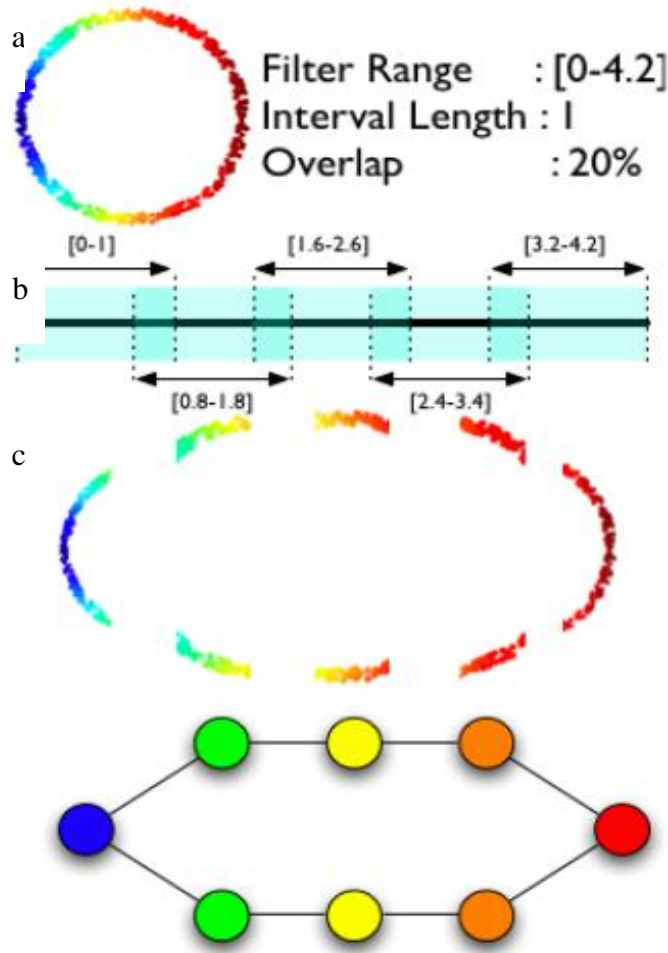 a
Filter Range : [0-4.2]
Interval Length : 1
Overlap : 20%
[0-1] [1.6-2.6] [3.2-4.2]
b
[0.8-1.8] [2.4-3.4]
c